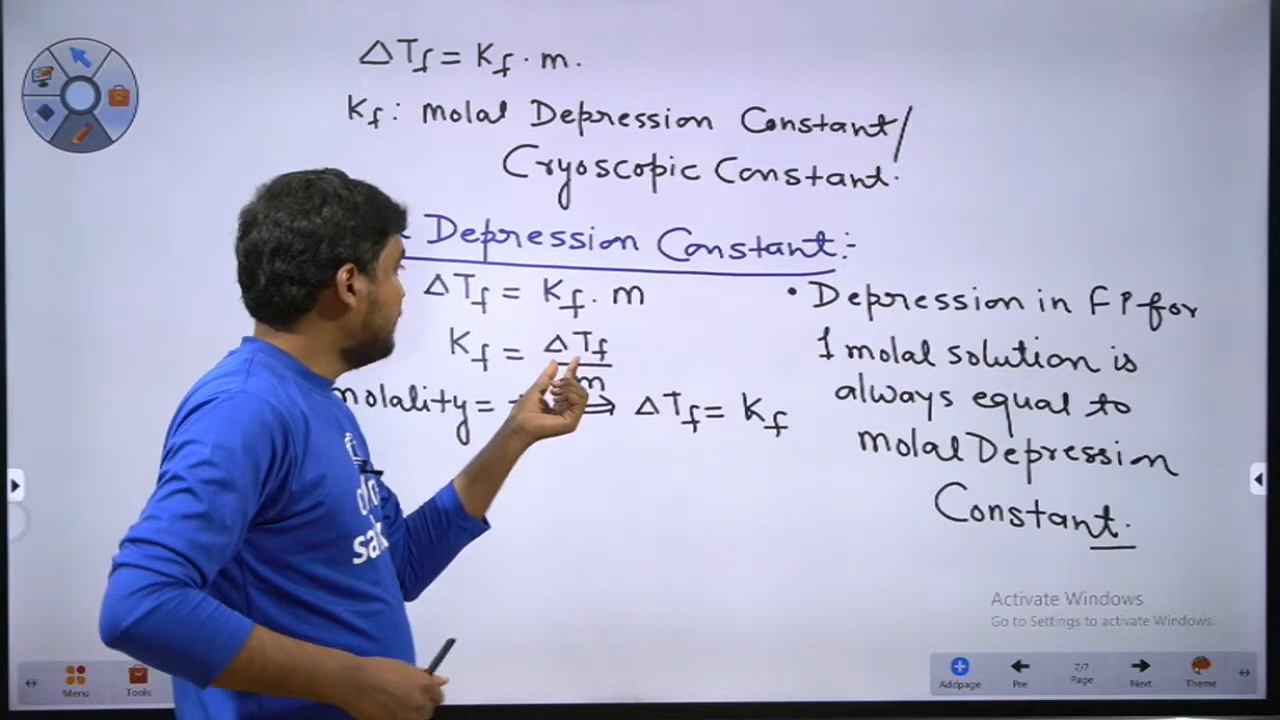 ΔTf = Kf · m.
Kf: Molal Depression Constant/
Cryoscopic Constant.
Depression Constant:-
ΔTf = Kf. m
Kf = ΔTf
m
molality = ⇒ ΔTf = Kf
• Depression in FP for
1 molal solution is
always equal to
molal Depression
Constant.
Activate Windows
Go to Settings to activate Windows.
Menu
Tools
Addpage
Pre
7/7
Page
Next
Theme